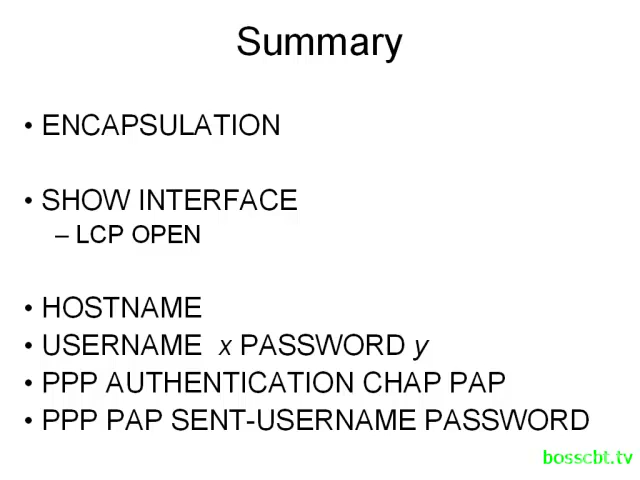 Summary
• ENCAPSULATION
• SHOW INTERFACE
– LCP OPEN
• HOSTNAME
• USERNAME x PASSWORD y
• PPP AUTHENTICATION CHAP PAP
• PPP PAP SENT-USERNAME PASSWORD
bosscbt.tv